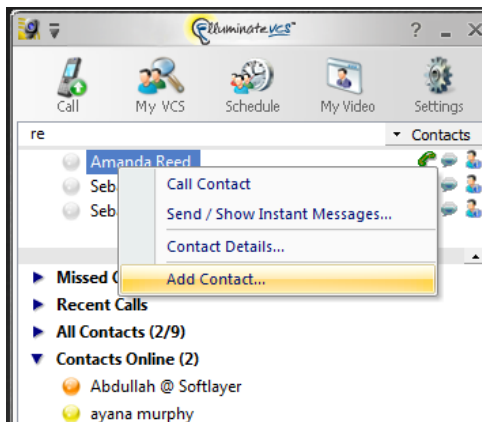 Elluminate VCS™
?
Call
My VCS
Schedule
My Video
Settings
re
Contacts
Amanda Reed
Seb
Seb
Call Contact
Send / Show Instant Messages...
Contact Details...
Add Contact...
Missed C
Recent Calls
All Contacts (2/9)
Contacts Online (2)
Abdullah @ Softlayer
ayana murphy